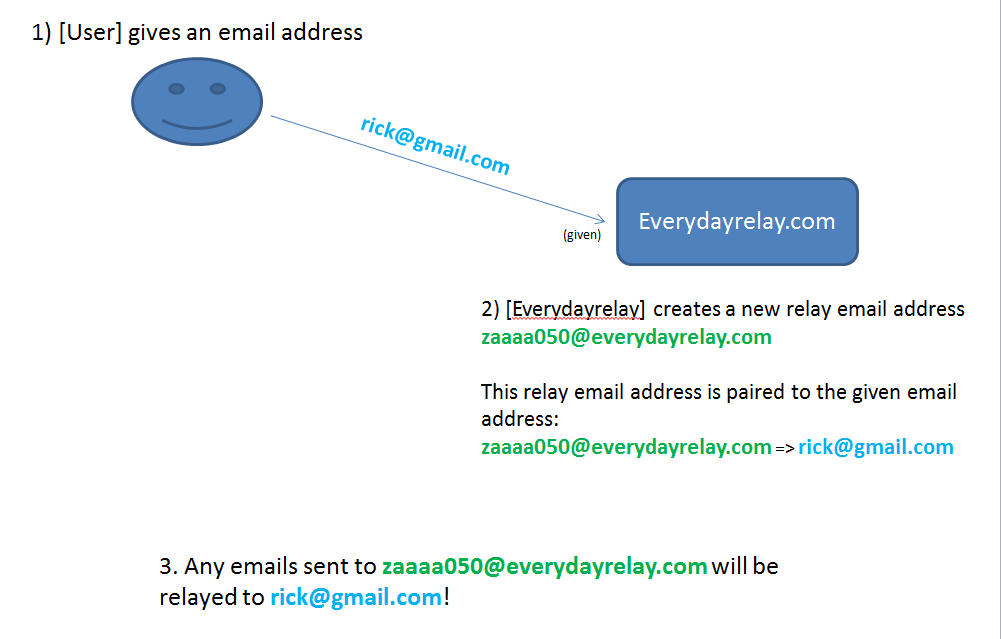 1) [User] gives an email address
rick@gmail.com
Everydayrelay.com
(given)
2) [Everydayrelay] creates a new relay email address
zaaaa050@everydayrelay.com
This relay email address is paired to the given email
address:
zaaaa050@everydayrelay.com => rick@gmail.com
3. Any emails sent to zaaaa050@everydayrelay.com will be
relayed to rick@gmail.com!